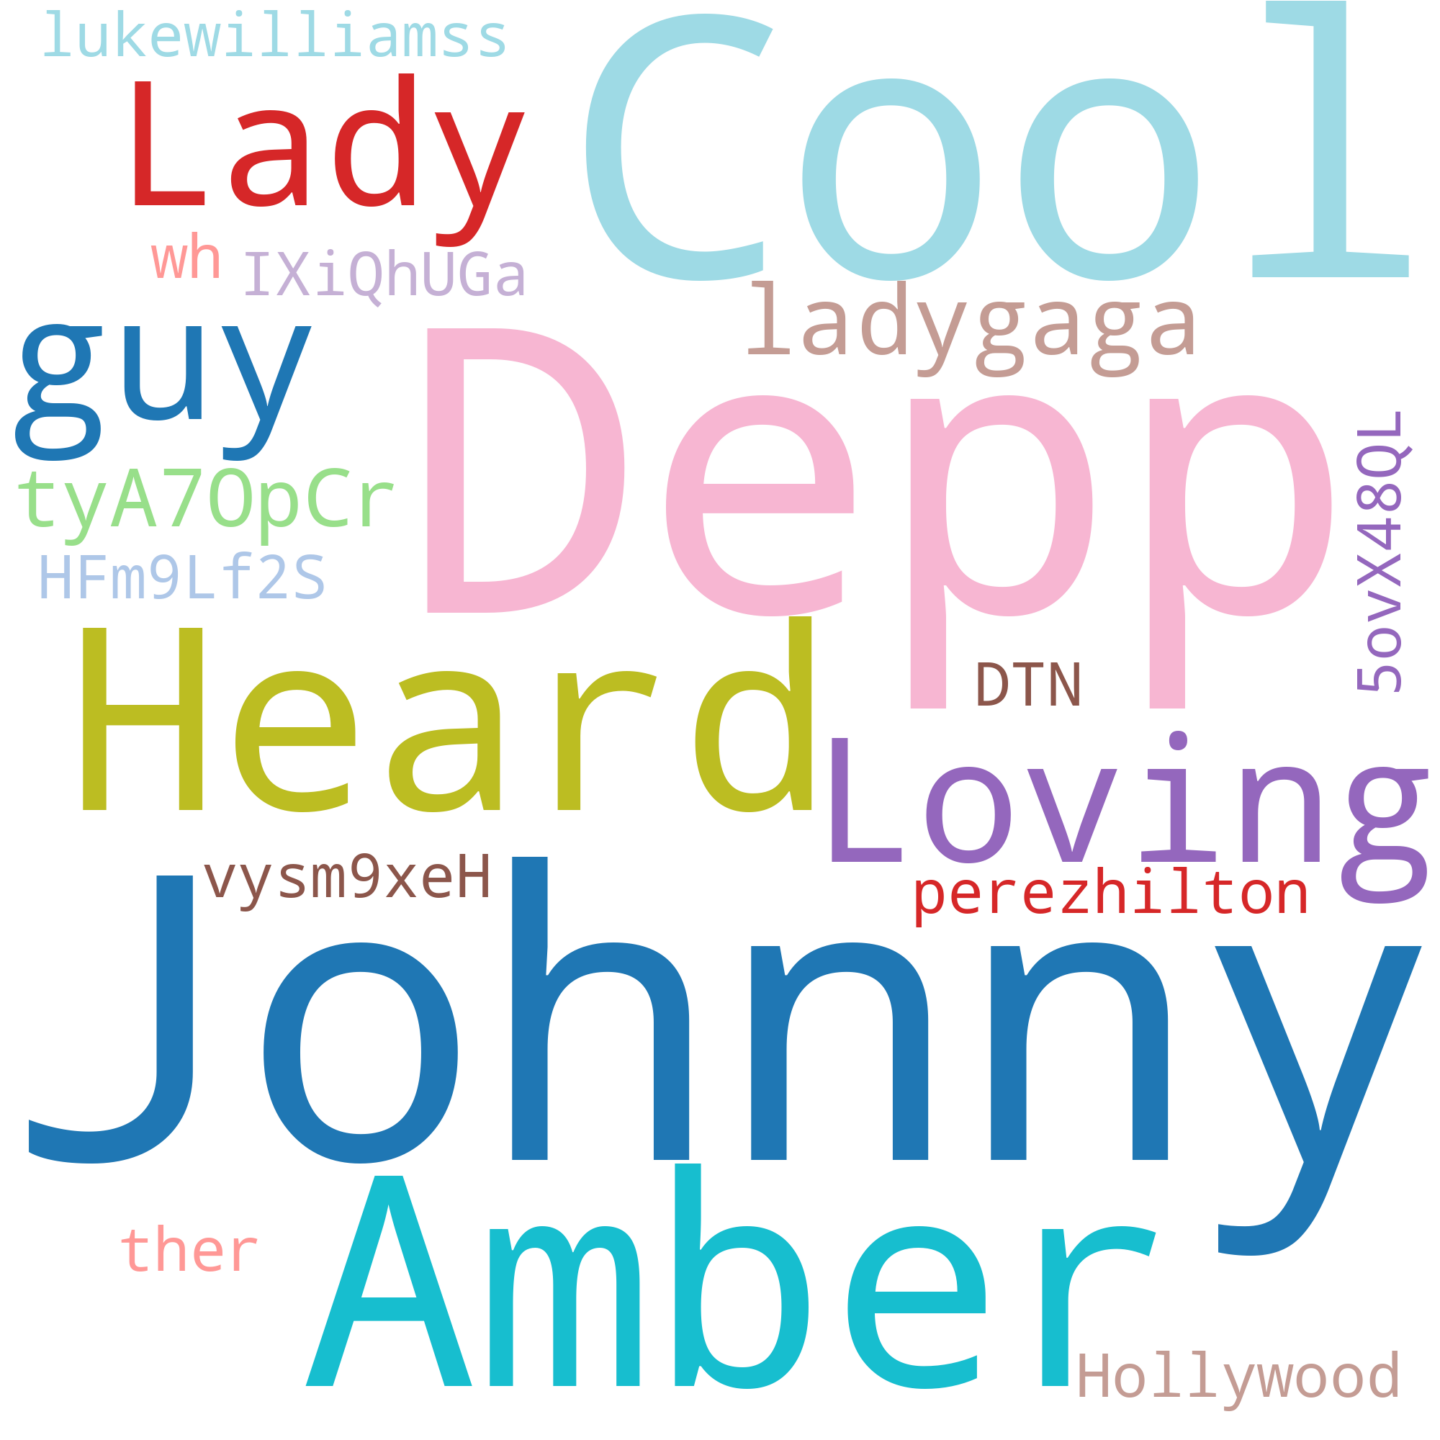 lukewilliamss
Cool
Lady
wh
IXiQhUGa
ladygaga
guy
Depp
tyA7OpCr
5ovX48QL
HFm9Lf2S
Heard
DTN
Loving
vysm9xeH
perezhilton
Johnny
Amber
ther
Hollywood